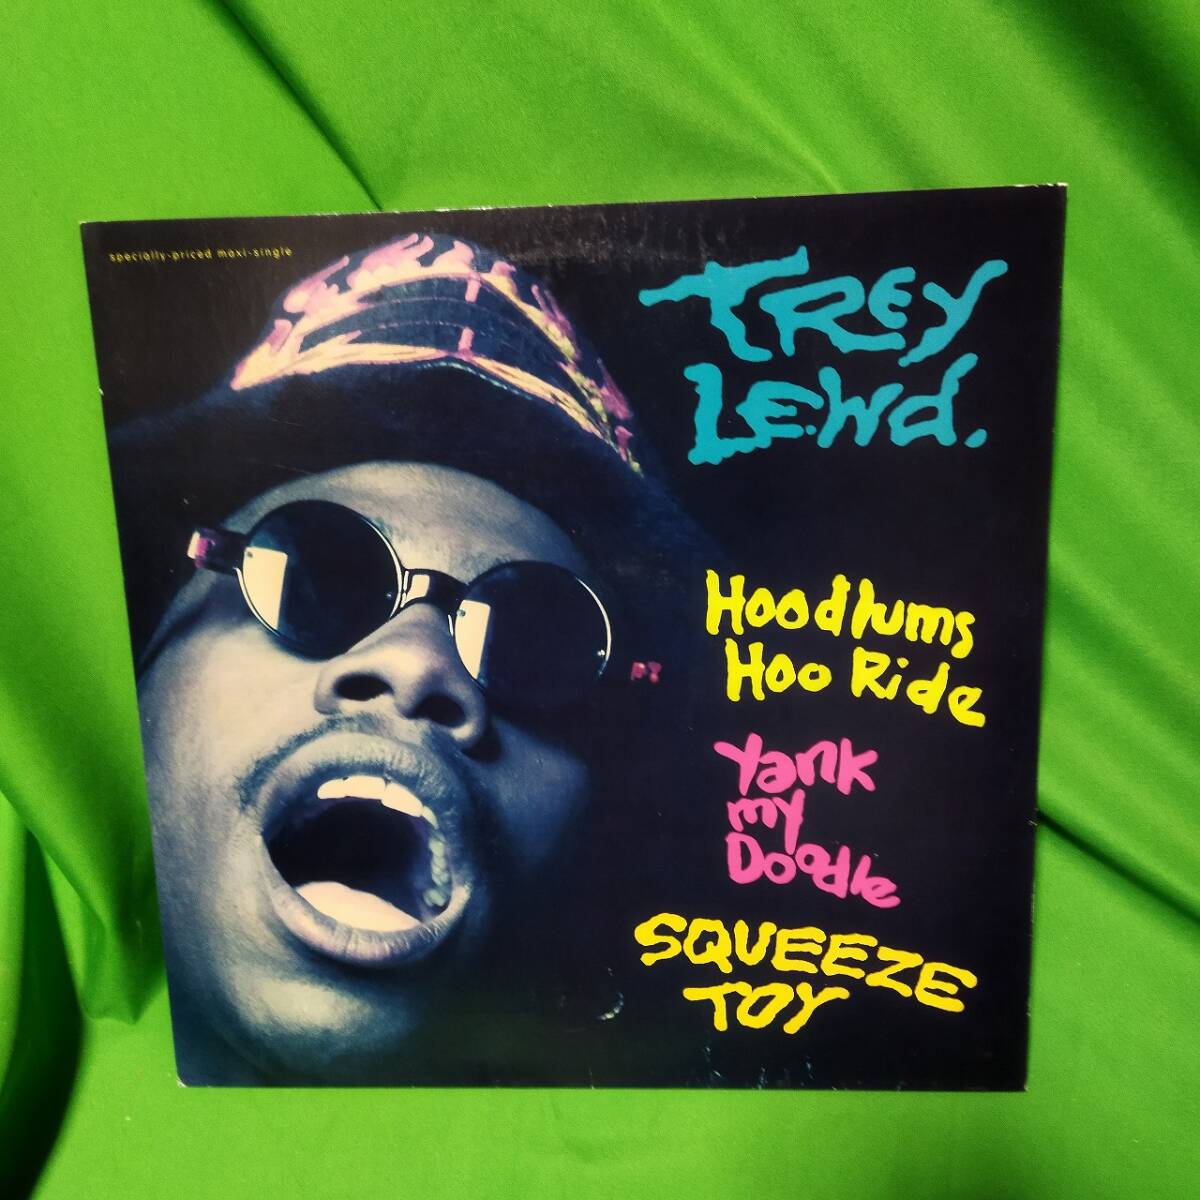 specially-priced maxi-single
TREY
LEWD.
Hoodlums
Hoo Ride
Yank
my
Doodle
SQUEEZE
TOY